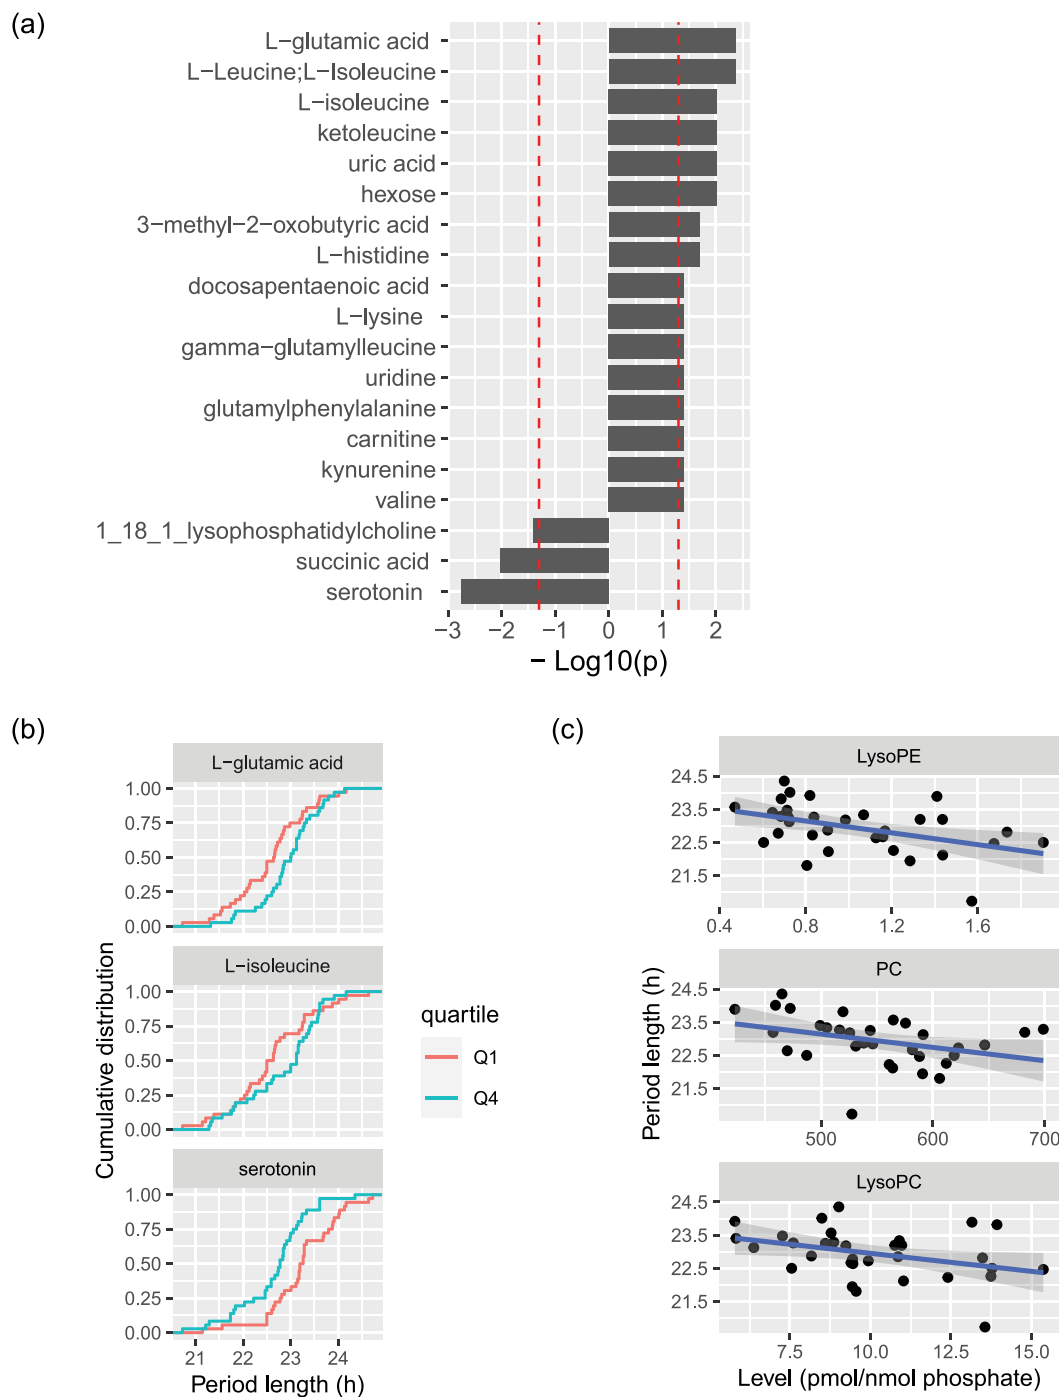 (a)
L−glutamic acid
L−Leucine;L−Isoleucine
L−isoleucine
ketoleucine
uric acid
hexose
3−methyl−2−oxobutyric acid
L−histidine
docosapentaenoic acid
L−lysine
gamma−glutamylleucine
uridine
glutamylphenylalanine
carnitine
kynurenine
valine
1_18_1_lysophosphatidylcholine
succinic acid
serotonin
−3 −2 −1 0 1 2
− Log10(p)
(b)
L−glutamic acid
1.00
0.75
0.50
0.25
0.00
L−isoleucine
1.00
0.75
0.50
0.25
0.00
serotonin
1.00
0.75
0.50
0.25
0.00
21 22 23 24
Period length (h)
Cumulative distribution
quartile
Q1
Q4
(c)
LysoPE
24.5
23.5
22.5
21.5
0.4 0.8 1.2 1.6
PC
24.5
23.5
22.5
21.5
500 600 700
LysoPC
24.5
23.5
22.5
21.5
7.5 10.0 12.5 15.0
Level (pmol/nmol phosphate)
Period length (h)